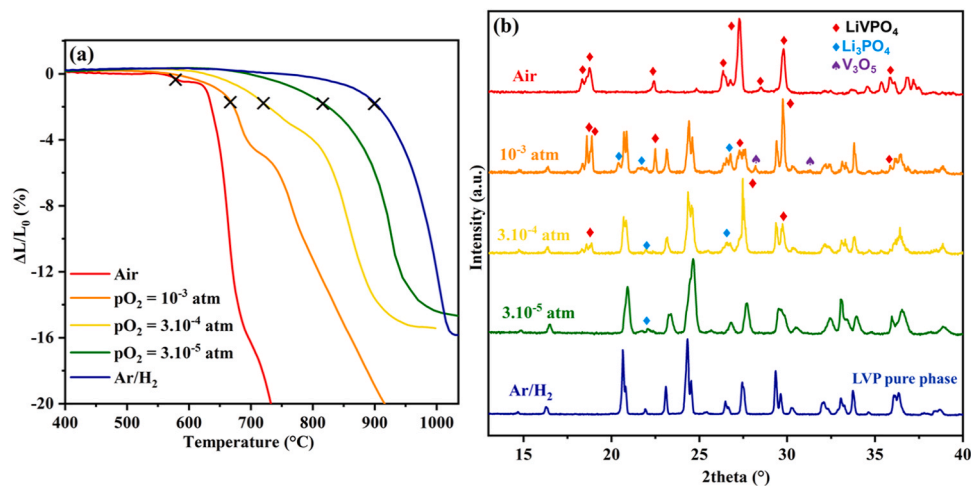 (a)
ΔL/L₀ (%)
0
-4
-8
-12
-16
-20
Air
pO₂ = 10⁻³ atm
pO₂ = 3.10⁻⁴ atm
pO₂ = 3.10⁻⁵ atm
Ar/H₂
400 500 600 700 800 900 1000
Temperature (°C)
(b)
Intensity (a.u.)
LiVPO₄
Li₃PO₄
V₃O₅
Air
10⁻³ atm
3.10⁻⁴ atm
3.10⁻⁵ atm
Ar/H₂
LVP pure phase
15 20 25 30 35 40
2theta (°)